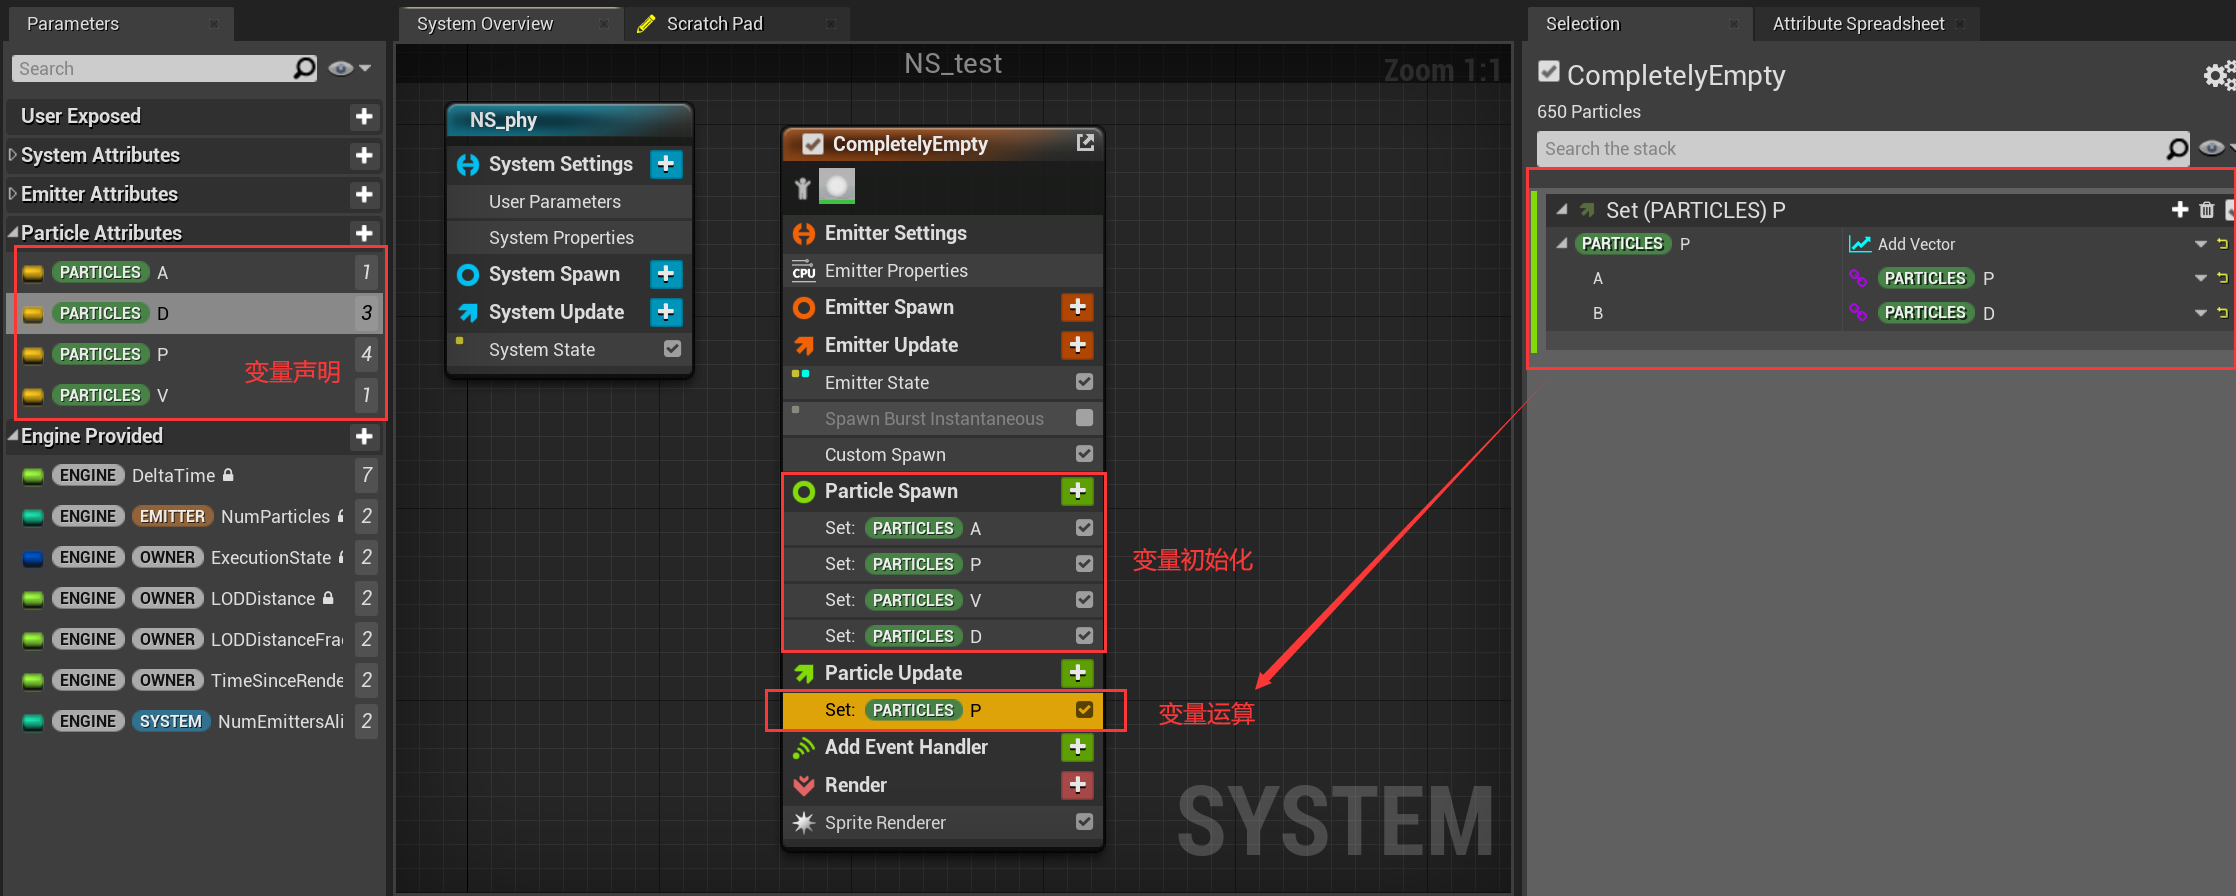 Parameters
Search
User Exposed
System Attributes
Emitter Attributes
Particle Attributes
PARTICLES A 1
PARTICLES D 3
PARTICLES P 4
PARTICLES V 1
变量声明
Engine Provided
ENGINE DeltaTime 7
ENGINE EMITTER NumParticles 2
ENGINE OWNER ExecutionState 2
ENGINE OWNER LODDistance 2
ENGINE OWNER LODDistanceFra 2
ENGINE OWNER TimeSinceRende 2
ENGINE SYSTEM NumEmittersAli 2
System Overview
Scratch Pad
NS_test
Zoom 1:1
NS_phy
System Settings
User Parameters
System Properties
System Spawn
System Update
System State
CompletelyEmpty
Emitter Settings
CPU Emitter Properties
Emitter Spawn
Emitter Update
Emitter State
Spawn Burst Instantaneous
Custom Spawn
Particle Spawn
Set: PARTICLES A
Set: PARTICLES P
Set: PARTICLES V
Set: PARTICLES D
变量初始化
Particle Update
Set: PARTICLES P
变量运算
Add Event Handler
Render
Sprite Renderer
SYSTEM
Selection
Attribute Spreadsheet
CompletelyEmpty
650 Particles
Search the stack
Set (PARTICLES) P
PARTICLES P Add Vector
A PARTICLES P
B PARTICLES D